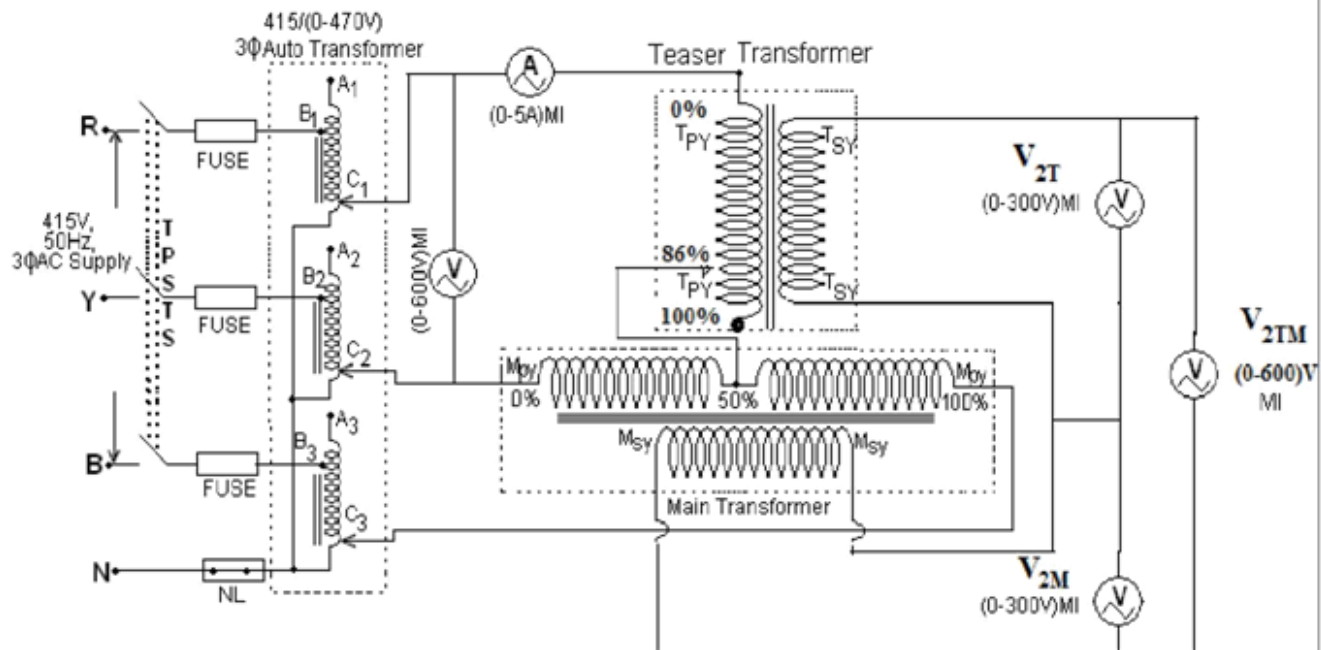 415/(0-470V)
3ϕAuto Transformer
Teaser Transformer
A1
A
(0-5A)MI
0%
B1
R
TPY
TSY
FUSE
V2T
C1
(0-300V)MI
V
415V,
50Hz,
3ϕAC Supply
T
P
S
T
S
A2
(0-600V)MI
V
86%
B2
TPY
TSY
Y
FUSE
100%
V2TM
C2
Mpy
Mpy
V
(0-600)V
0%
50%
100%
MI
A3
B3
MSY
MSY
B
FUSE
Main Transformer
C3
N
NL
V2M
(0-300V)MI
V